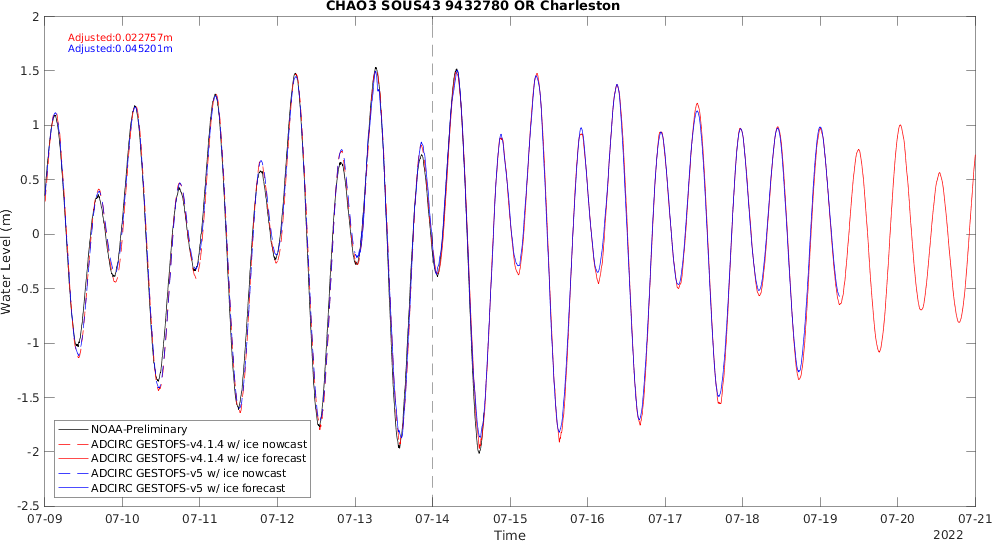 CHAO3 SOUS43 9432780 OR Charleston
Adjusted:0.022757m
Adjusted:0.045201m
2
1.5
1
0.5
0
-0.5
-1
-1.5
-2
-2.5
Water Level (m)
NOAA-Preliminary
ADCIRC GESTOFS-v4.1.4 w/ ice nowcast
ADCIRC GESTOFS-v4.1.4 w/ ice forecast
ADCIRC GESTOFS-v5 w/ ice nowcast
ADCIRC GESTOFS-v5 w/ ice forecast
07-09 07-10 07-11 07-12 07-13 07-14 07-15 07-16 07-17 07-18 07-19 07-20 07-21
Time
2022